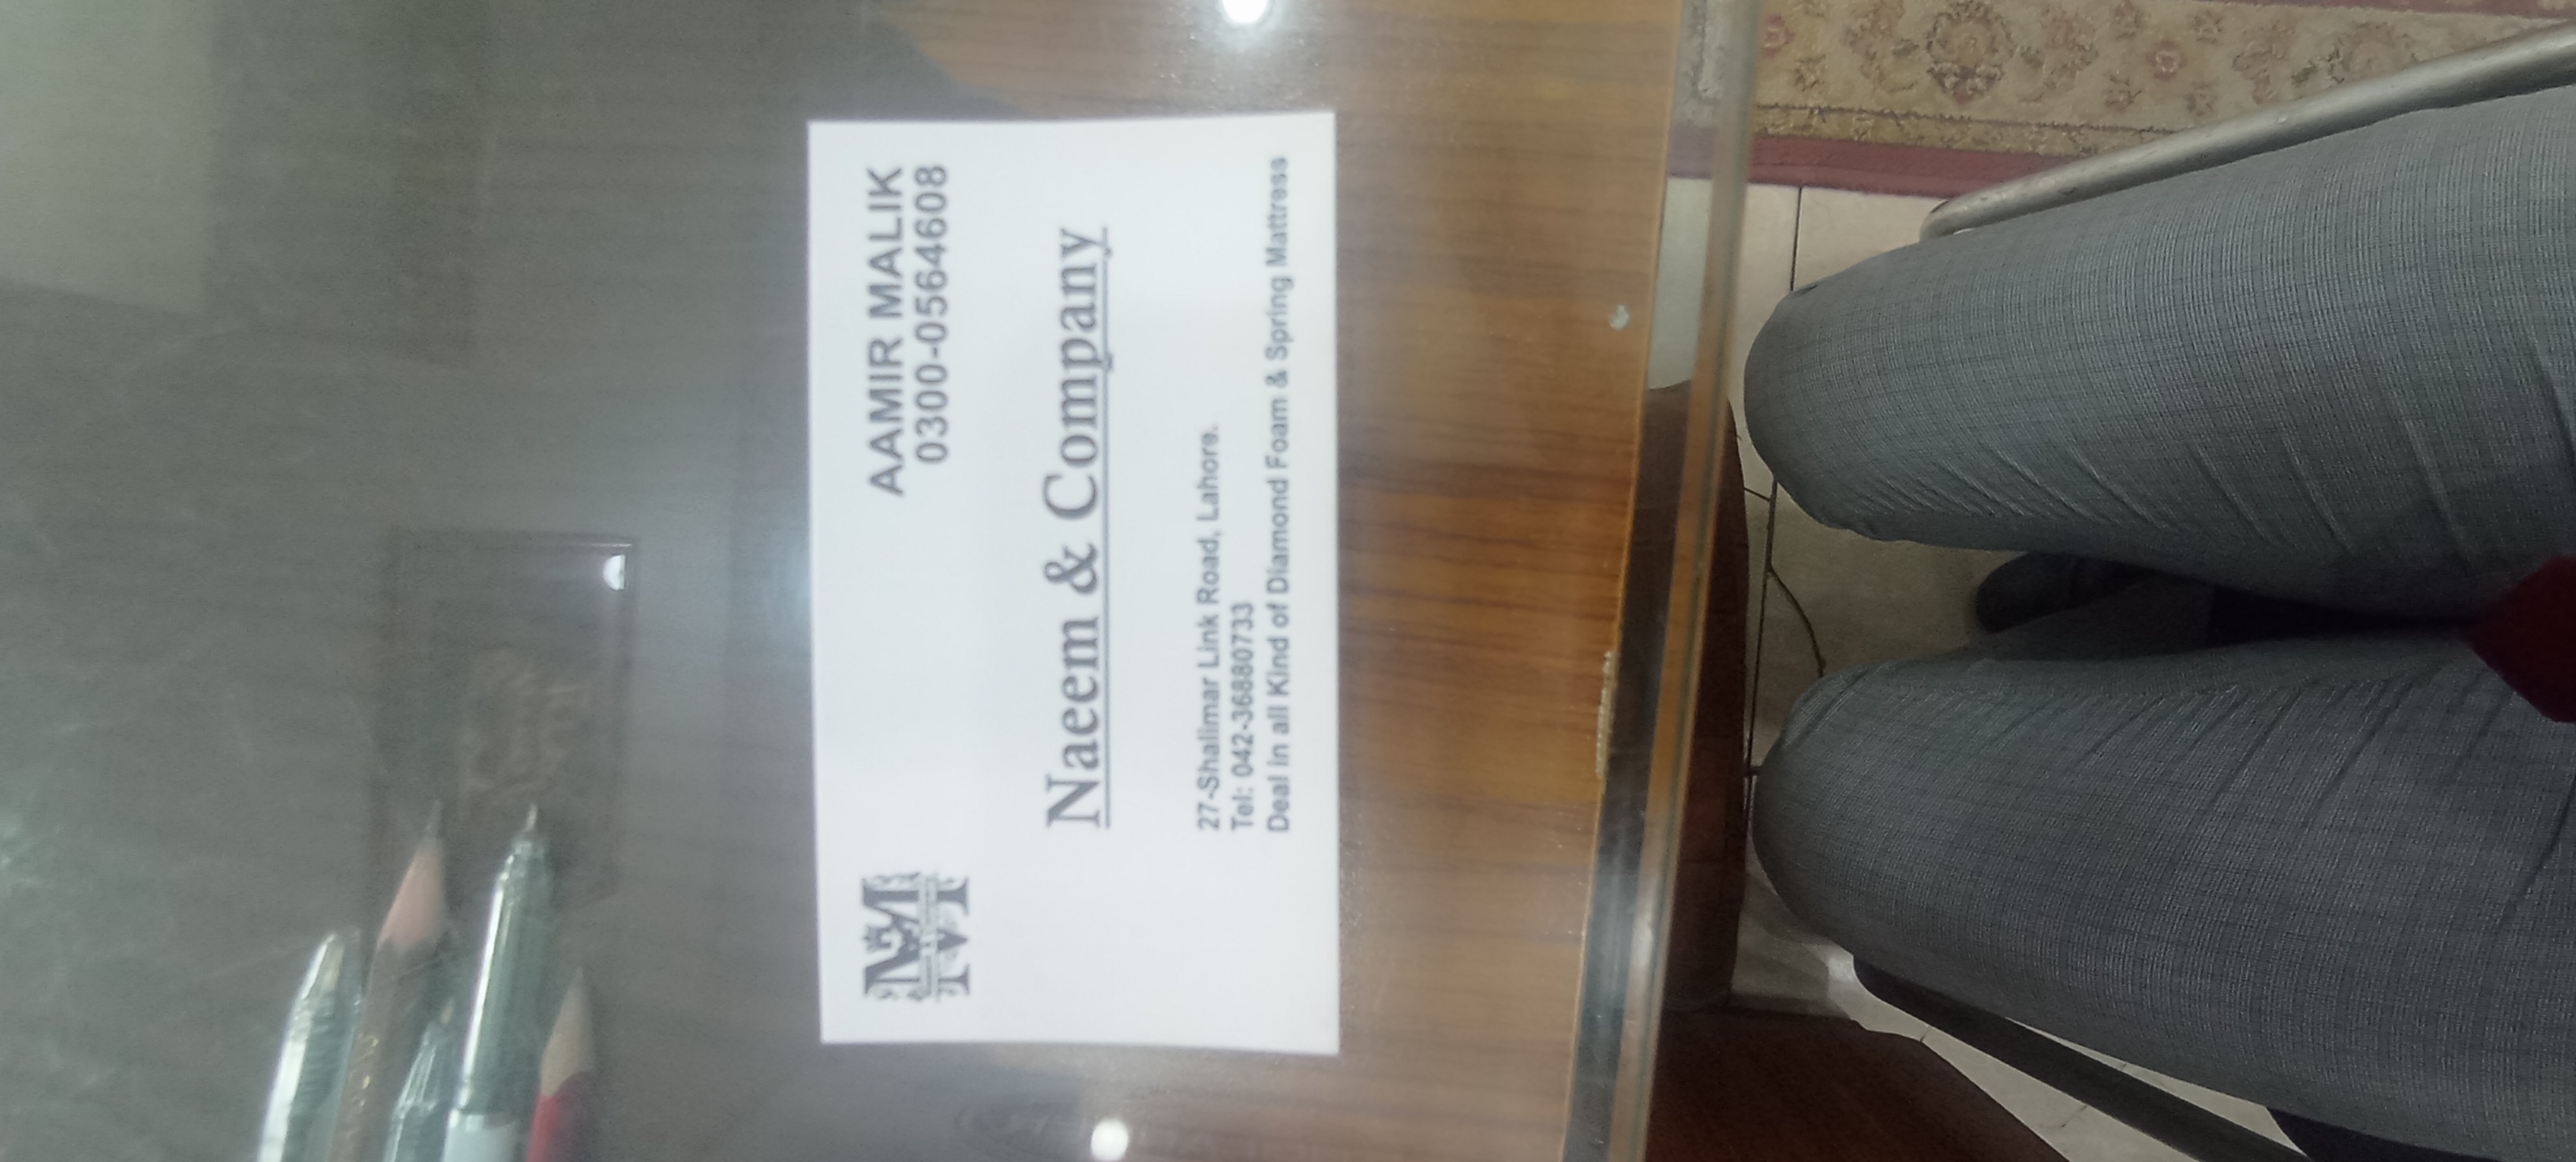 AAMIR MALIK
0300-0564608
Naeem & Company
27-Shalimar Link Road, Lahore.
Tel: 042-36880733
Deal in all Kind of Diamond Foam & Spring Mattress